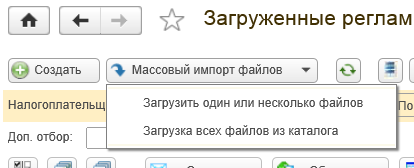 Загруженные реглам
Создать Массовый импорт файлов
Налогоплательщ По
Загрузить один или несколько файлов
Загрузка всех файлов из каталога
Доп. отбор: